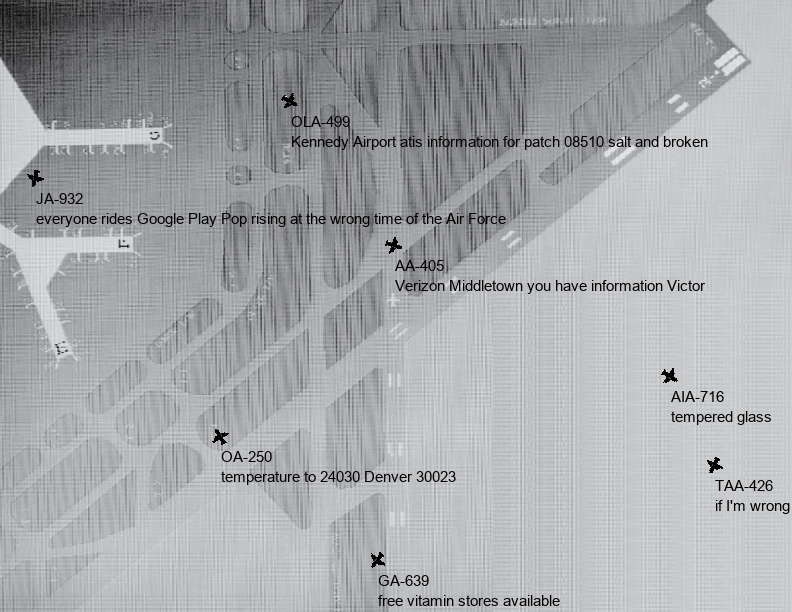 OLA-499
Kennedy Airport atis information for patch 08510 salt and broken
JA-932
everyone rides Google Play Pop rising at the wrong time of the Air Force
AA-405
Verizon Middletown you have information Victor
AIA-716
tempered glass
OA-250
temperature to 24030 Denver 30023
TAA-426
if I'm wrong
GA-639
free vitamin stores available